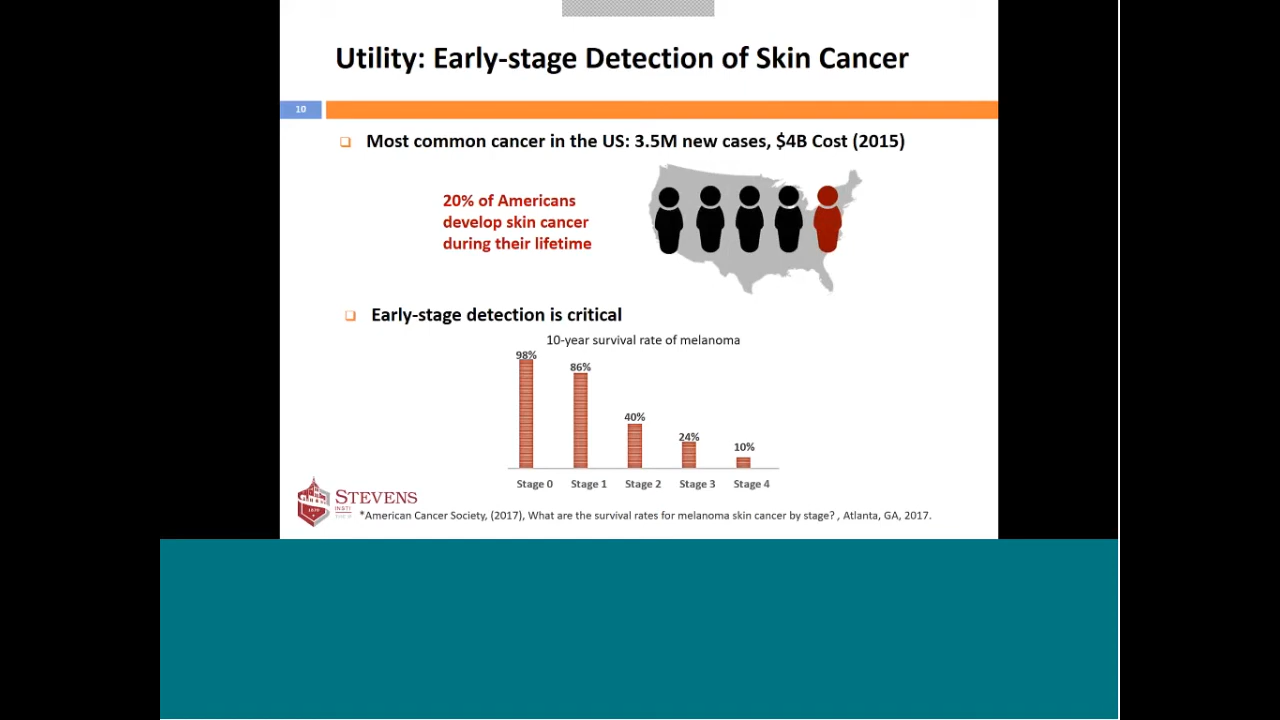 Utility: Early-stage Detection of Skin Cancer
10
Most common cancer in the US: 3.5M new cases, $4B Cost (2015)
20% of Americans
develop skin cancer
during their lifetime
Early-stage detection is critical
10-year survival rate of melanoma
98%
86%
40%
24%
10%
Stage 0 Stage 1 Stage 2 Stage 3 Stage 4
STEVENS
INSTI
1870
*American Cancer Society, (2017), What are the survival rates for melanoma skin cancer by stage? , Atlanta, GA, 2017.